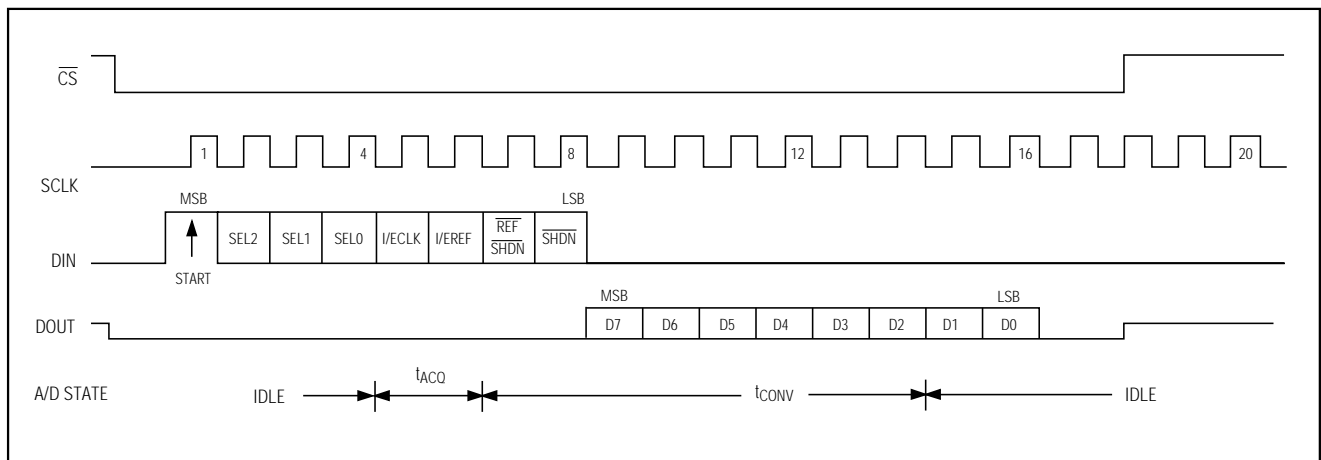 CS
1 4 8 12 16 20
SCLK
MSB LSB
SEL2 SEL1 SEL0 I/ECLK I/EREF REF SHDN SHDN
DIN
START
MSB LSB
DOUT D7 D6 D5 D4 D3 D2 D1 D0
tACQ
A/D STATE IDLE tCONV IDLE